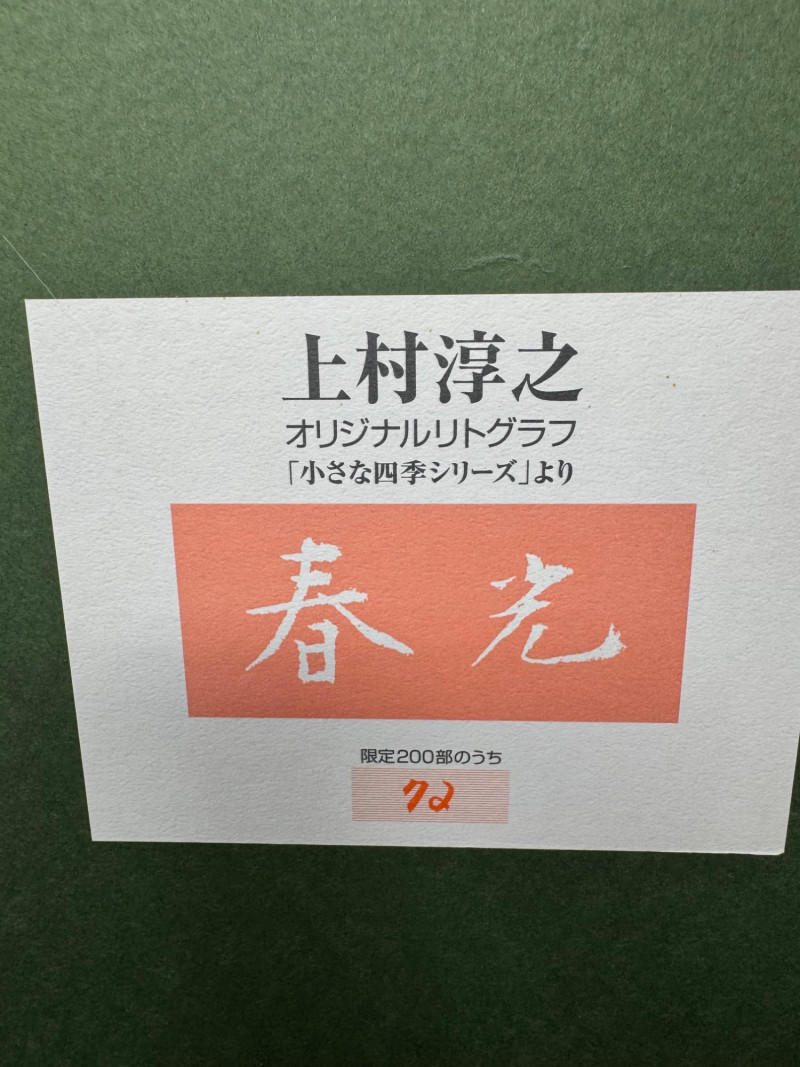 上村淳之
オリジナルリトグラフ
「小さな四季シリーズ」より
春光
限定200部のうち
72